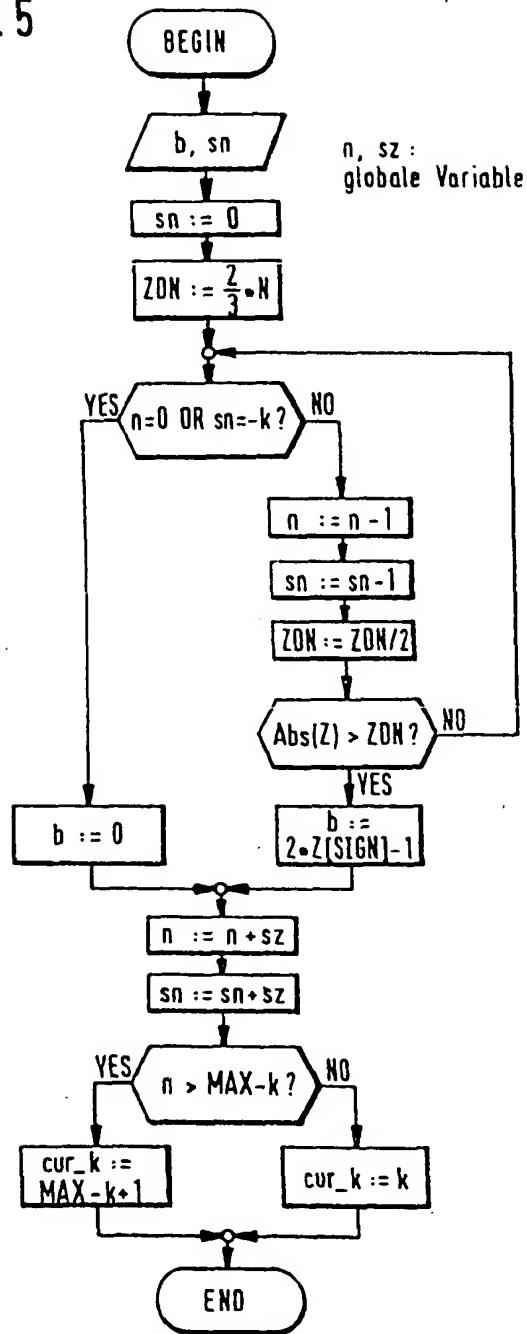 .5
BEGIN
b, sn
n, sz :
globale Variable
sn := 0
ZDN := 2/3 • N
YES
n=0 OR sn=-k ?
NO
n := n - 1
sn := sn-1
ZDN := ZDN/2
Abs(Z) > ZDN ?
NO
YES
b := 0
b :=
2•Z[SIGN]-1
n := n + sz
sn := sn+sz
YES
n > MAX-k ?
NO
cur_k :=
MAX-k+1
cur_k := k
END